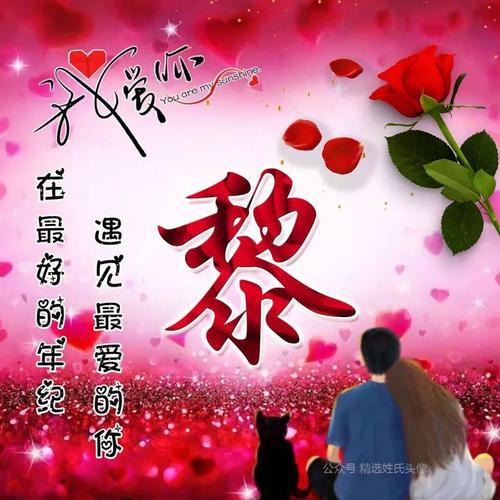 我爱你
You are my sunshine.
黎
在最好的年纪
遇见最爱的你
公众号 精选姓氏头像